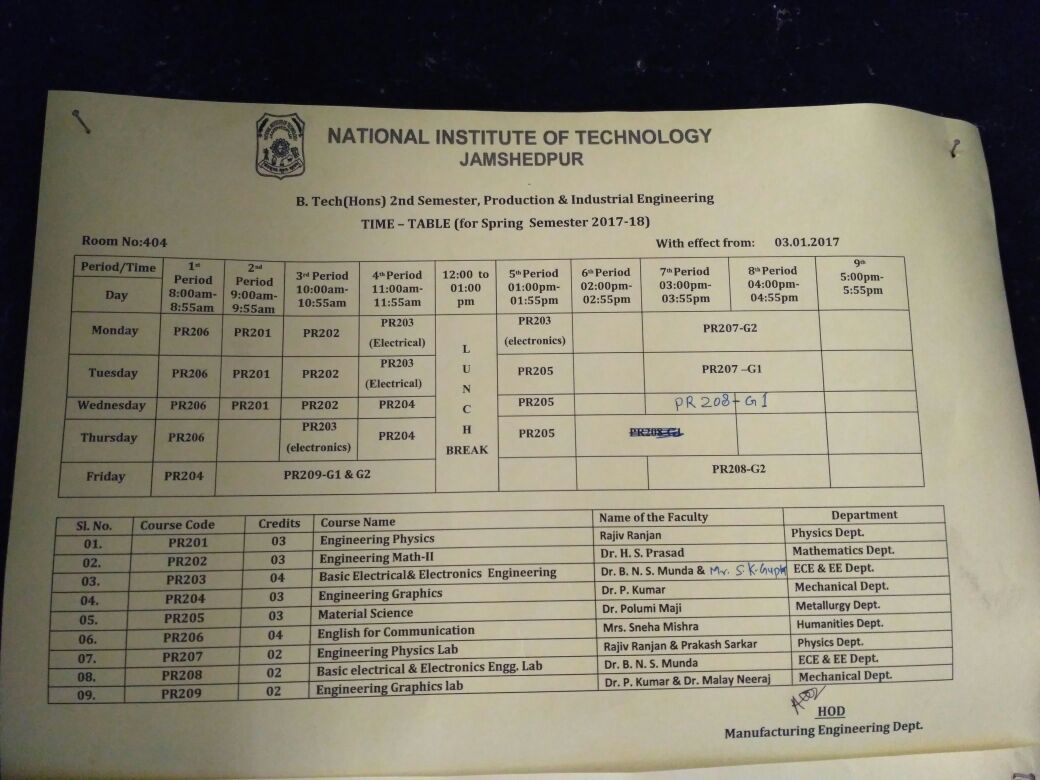 NATIONAL INSTITUTE OF TECHNOLOGY
JAMSHEDPUR
B. Tech(Hons) 2nd Semester, Production & Industrial Engineering
TIME – TABLE (for Spring Semester 2017-18)
Room No:404 With effect from: 03.01.2017
Period/Time Day 1st Period 8:00am-8:55am 2nd Period 9:00am-9:55am 3rd Period 10:00am-10:55am 4th Period 11:00am-11:55am 12:00 to 01:00 pm 5th Period 01:00pm-01:55pm 6th Period 02:00pm-02:55pm 7th Period 03:00pm-03:55pm 8th Period 04:00pm-04:55pm 9th 5:00pm-5:55pm
Monday PR206 PR201 PR202 PR203 (Electrical) LUNCH BREAK PR203 (electronics) PR207-G2
Tuesday PR206 PR201 PR202 PR203 (Electrical) PR205 PR207 –G1
Wednesday PR206 PR201 PR202 PR204 PR205 PR208-G1
Thursday PR206 PR203 (electronics) PR204 PR205 PR208-G1
Friday PR204 PR209-G1 & G2 PR208-G2
Sl. No. Course Code Credits Course Name Name of the Faculty Department
01. PR201 03 Engineering Physics Rajiv Ranjan Physics Dept.
02. PR202 03 Engineering Math-II Dr. H. S. Prasad Mathematics Dept.
03. PR203 04 Basic Electrical& Electronics Engineering Dr. B. N. S. Munda & Mr. S.K. Gupta ECE & EE Dept.
04. PR204 03 Engineering Graphics Dr. P. Kumar Mechanical Dept.
05. PR205 03 Material Science Dr. Polumi Maji Metallurgy Dept.
06. PR206 04 English for Communication Mrs. Sneha Mishra Humanities Dept.
07. PR207 02 Engineering Physics Lab Rajiv Ranjan & Prakash Sarkar Physics Dept.
08. PR208 02 Basic electrical & Electronics Engg. Lab Dr. B. N. S. Munda ECE & EE Dept.
09. PR209 02 Engineering Graphics lab Dr. P. Kumar & Dr. Malay Neeraj Mechanical Dept.
HOD
Manufacturing Engineering Dept.